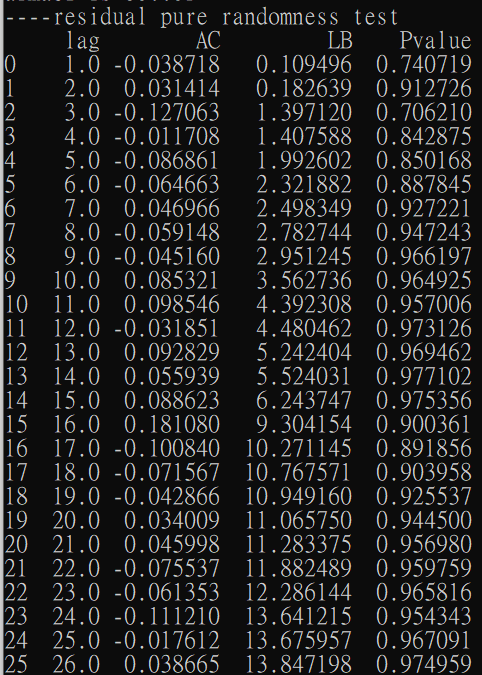 ----residual pure randomness test
lag AC LB Pvalue
0 1.0 -0.038718 0.109496 0.740719
1 2.0 0.031414 0.182639 0.912726
2 3.0 -0.127063 1.397120 0.706210
3 4.0 -0.011708 1.407588 0.842875
4 5.0 -0.086861 1.992602 0.850168
5 6.0 -0.064663 2.321882 0.887845
6 7.0 0.046966 2.498349 0.927221
7 8.0 -0.059148 2.782744 0.947243
8 9.0 -0.045160 2.951245 0.966197
9 10.0 0.085321 3.562736 0.964925
10 11.0 0.098546 4.392308 0.957006
11 12.0 -0.031851 4.480462 0.973126
12 13.0 0.092829 5.242404 0.969462
13 14.0 0.055939 5.524031 0.977102
14 15.0 0.088623 6.243747 0.975356
15 16.0 0.181080 9.304154 0.900361
16 17.0 -0.100840 10.271145 0.891856
17 18.0 -0.071567 10.767571 0.903958
18 19.0 -0.042866 10.949160 0.925537
19 20.0 0.034009 11.065750 0.944500
20 21.0 0.045998 11.283375 0.956980
21 22.0 -0.075537 11.882489 0.959759
22 23.0 -0.061353 12.286144 0.965816
23 24.0 -0.111210 13.641215 0.954343
24 25.0 -0.017612 13.675957 0.967091
25 26.0 0.038665 13.847198 0.974959